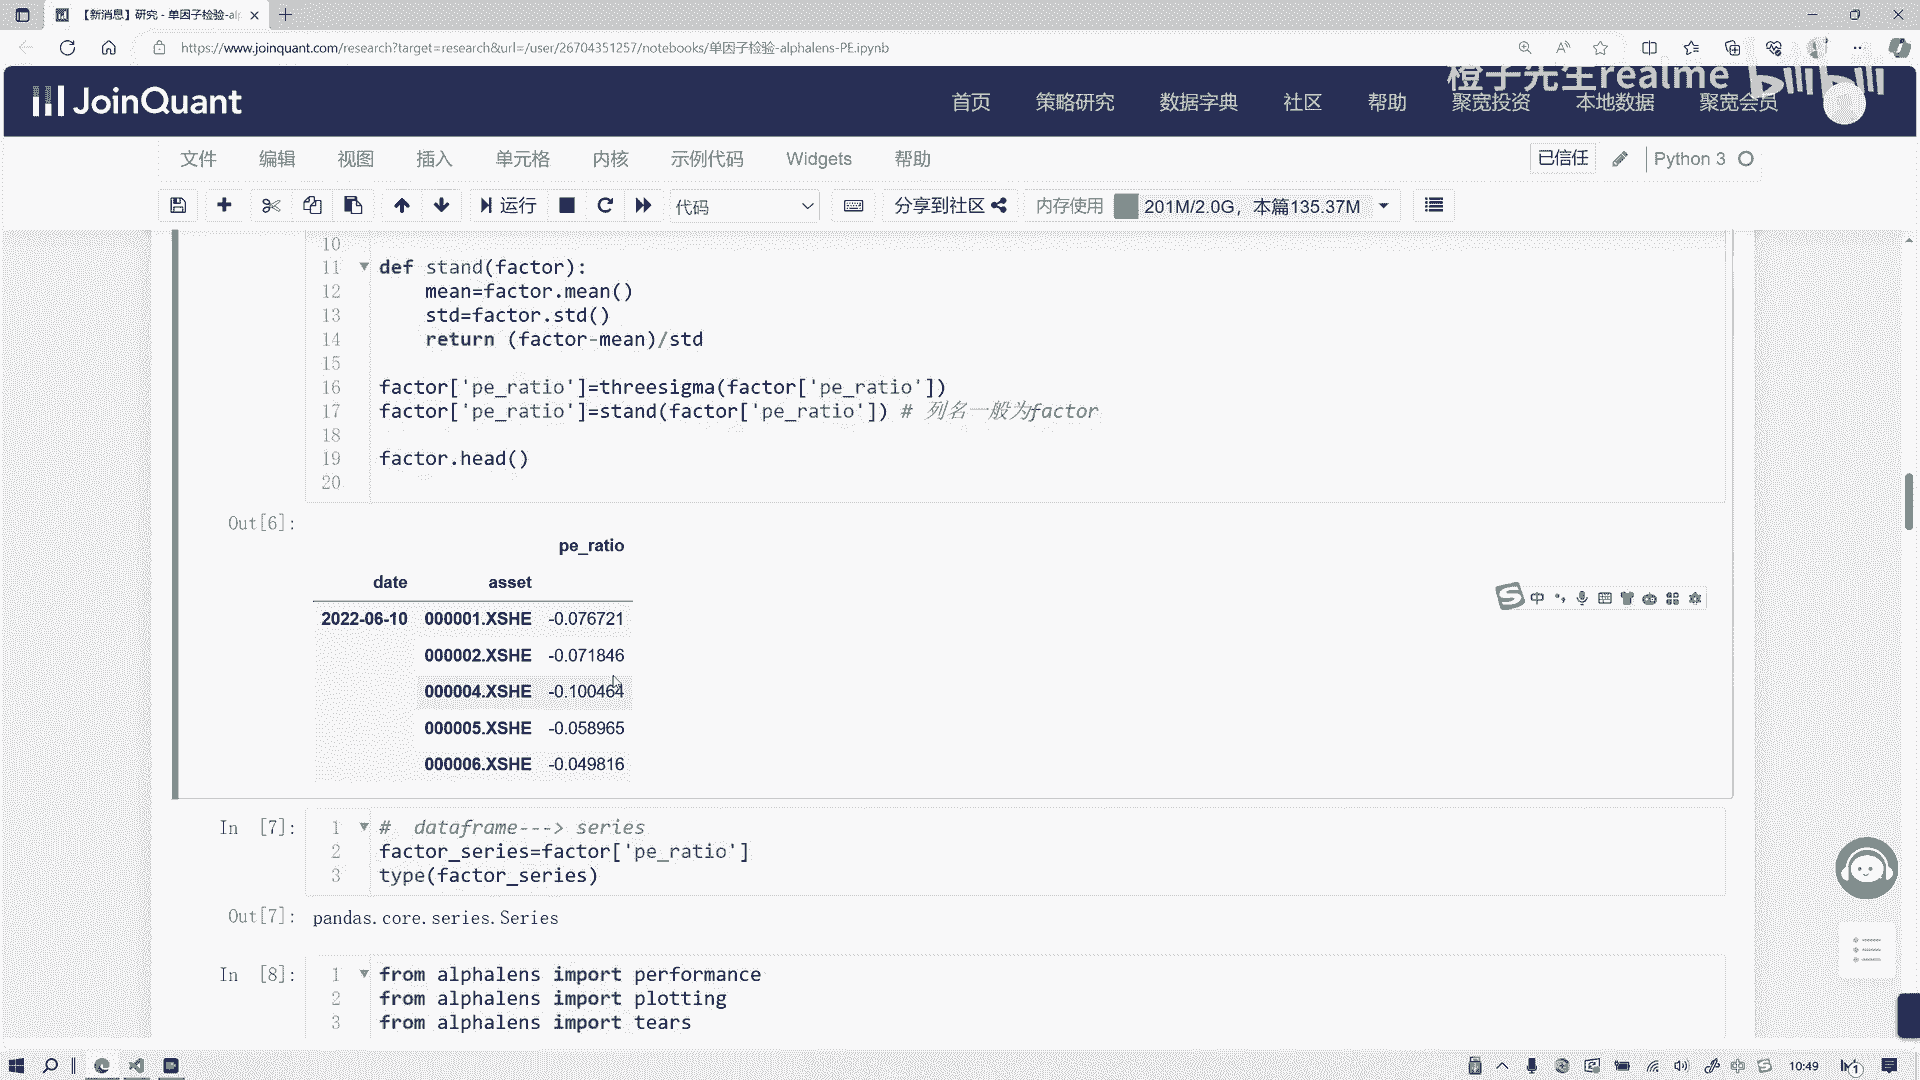 【新消息】研究 - 单因子检验-al
https://www.joinquant.com/research?target=research&url=/user/26704351257/notebooks/单因子检验-alphalens-PE.ipynb
橙子先生realme bilibili
JoinQuant 首页 策略研究 数据字典 社区 帮助 聚宽投资 本地数据 聚宽会员
文件 编辑 视图 插入 单元格 内核 示例代码 Widgets 帮助 已信任 Python 3
运行 代码 分享到社区 内存使用 201M/2.0G，本篇135.37M
10
11 def stand(factor):
12 mean=factor.mean()
13 std=factor.std()
14 return (factor-mean)/std
15
16 factor['pe_ratio']=threesigma(factor['pe_ratio'])
17 factor['pe_ratio']=stand(factor['pe_ratio']) # 列名一般为factor
18
19 factor.head()
20
Out[6]:
pe_ratio
date asset
2022-06-10 000001.XSHE -0.076721
000002.XSHE -0.071846
000004.XSHE -0.100464
000005.XSHE -0.058965
000006.XSHE -0.049816
中
In [7]: 1 # dataframe---> series
2 factor_series=factor['pe_ratio']
3 type(factor_series)
Out[7]: pandas.core.series.Series
In [8]: 1 from alphalens import performance
2 from alphalens import plotting
3 from alphalens import tears
10:49